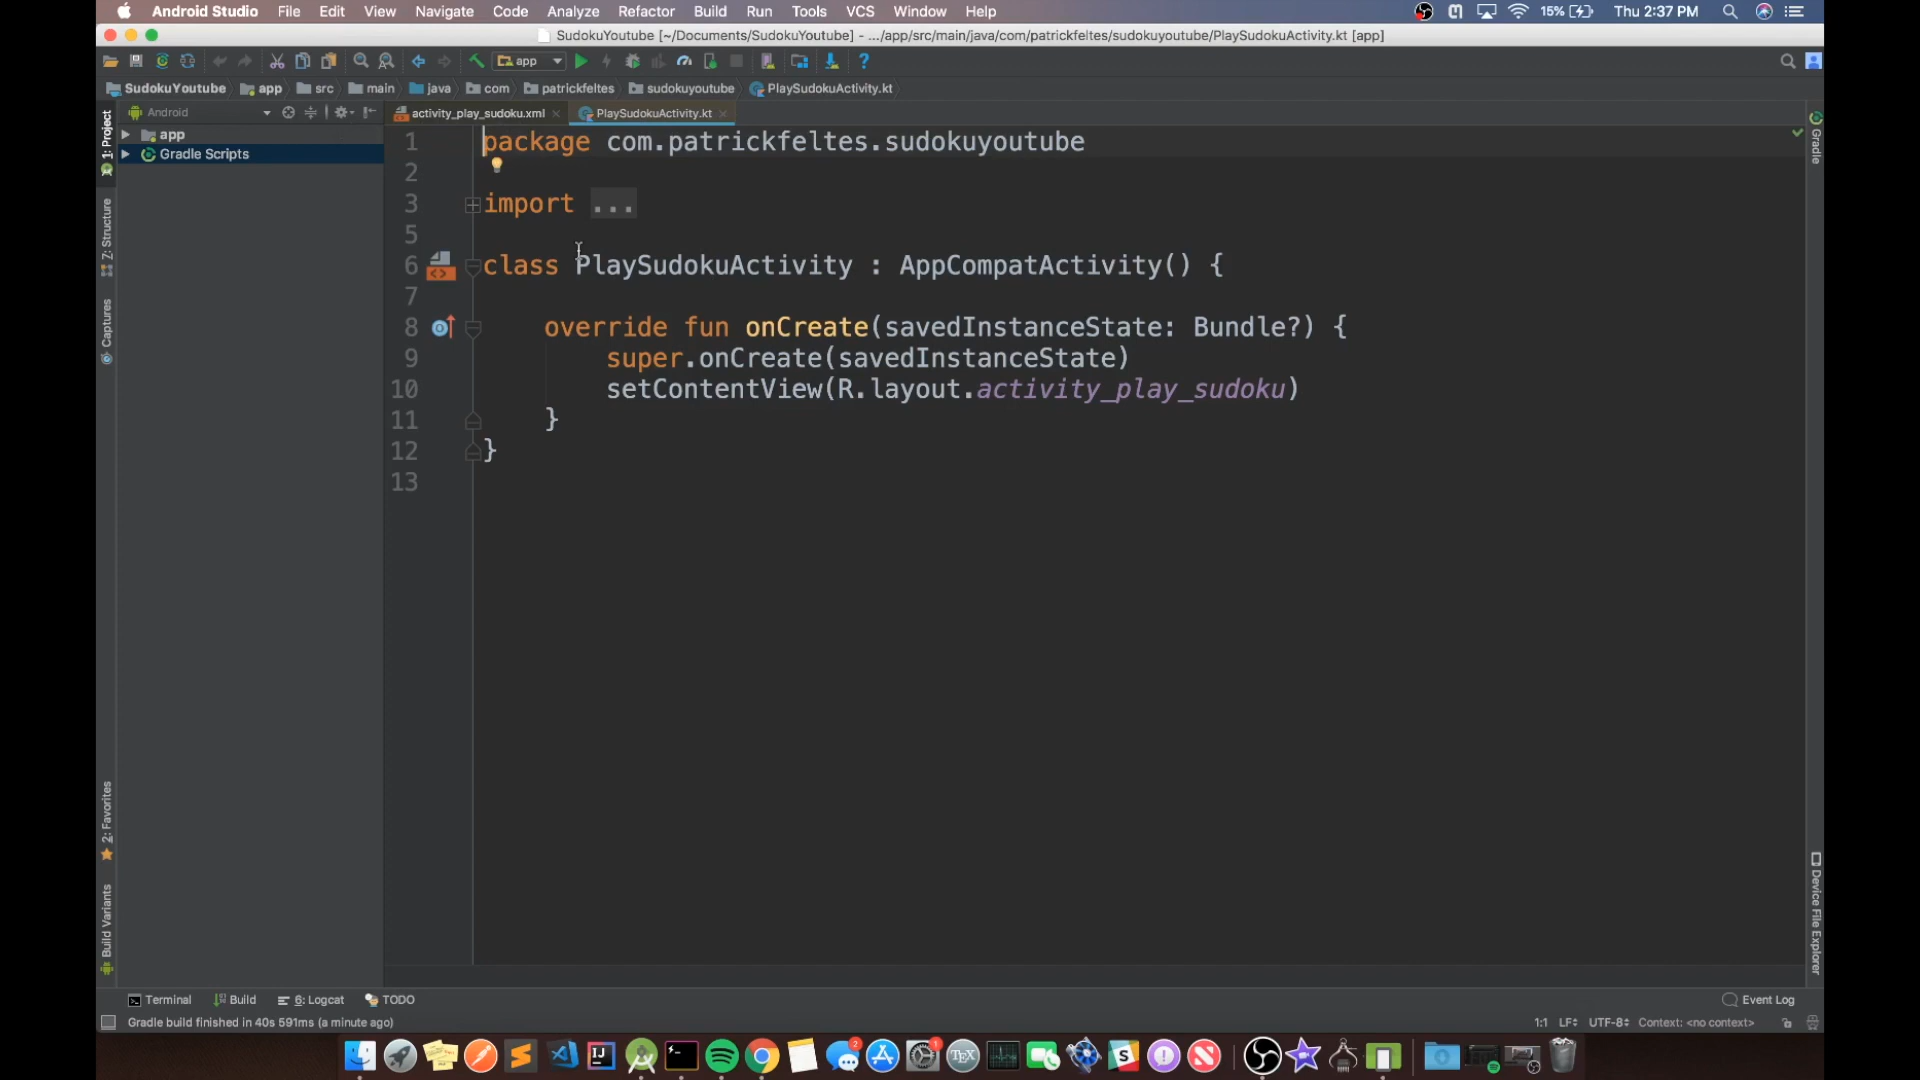 Android Studio File Edit View Navigate Code Analyze Refactor Build Run Tools VCS Window Help 15% Thu 2:37 PM
SudokuYoutube [~/Documents/SudokuYoutube] - .../app/src/main/java/com/patrickfeltes/sudokuyoutube/PlaySudokuActivity.kt [app]
app
SudokuYoutube app src main java com patrickfeltes sudokuyoutube PlaySudokuActivity.kt
Android activity_play_sudoku.xml PlaySudokuActivity.kt
app
Gradle Scripts
1: Project
7: Structure
Captures
2: Favorites
Build Variants
1 package com.patrickfeltes.sudokuyoutube
2
3 import ...
5
6 class PlaySudokuActivity : AppCompatActivity() {
7
8 override fun onCreate(savedInstanceState: Bundle?) {
9 super.onCreate(savedInstanceState)
10 setContentView(R.layout.activity_play_sudoku)
11 }
12 }
13
Gradle
Device File Explorer
Terminal Build 6: Logcat TODO Event Log
Gradle build finished in 40s 591ms (a minute ago) 1:1 LF UTF-8 Context: <no context>
2 1